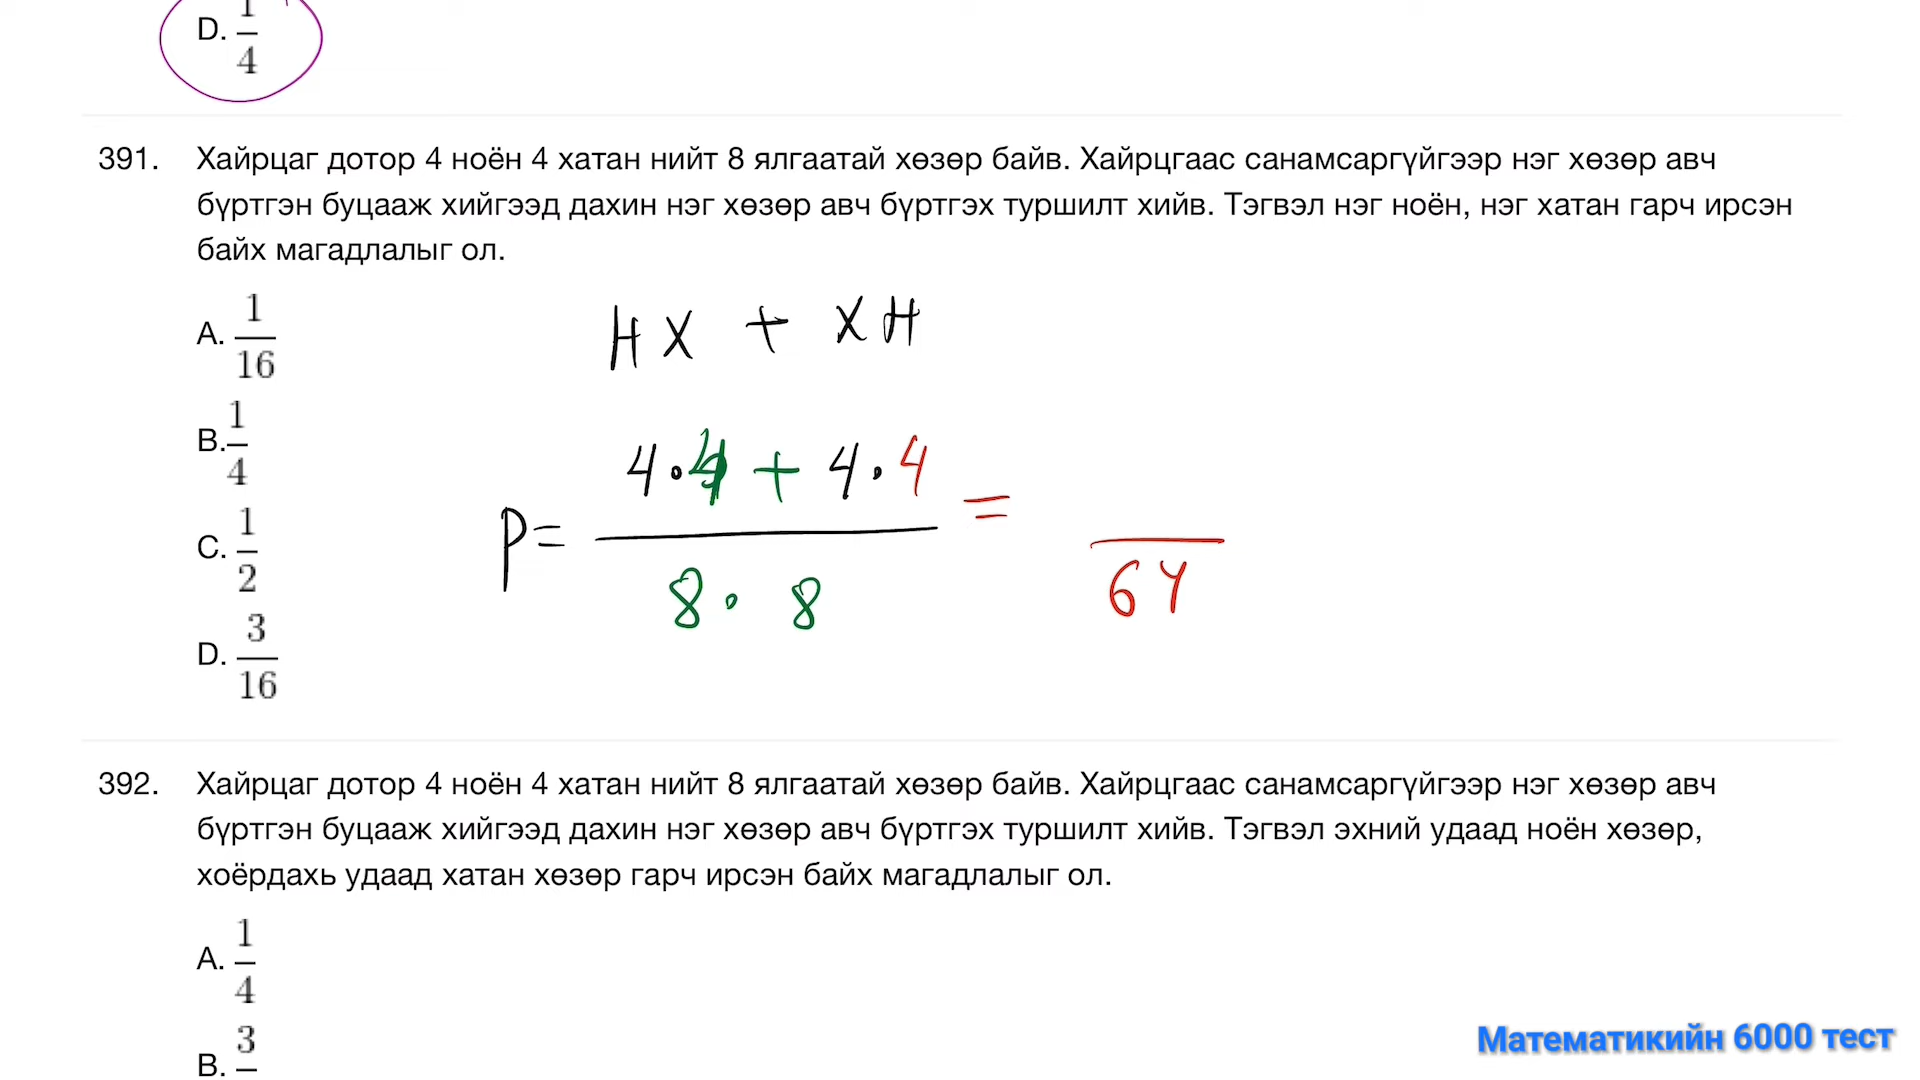 D. 1/4
391. Хайрцаг дотор 4 ноён 4 хатан нийт 8 ялгаатай хөзөр байв. Хайрцгаас санамсаргүйгээр нэг хөзөр авч
бүртгэн буцааж хийгээд дахин нэг хөзөр авч бүртгэх туршилт хийв. Тэгвэл нэг ноён, нэг хатан гарч ирсэн
байх магадлалыг ол.
A. 1/16
B. 1/4
C. 1/2
D. 3/16
НХ + ХН
P = (4·4 + 4·4)/(8·8) = /64
392. Хайрцаг дотор 4 ноён 4 хатан нийт 8 ялгаатай хөзөр байв. Хайрцгаас санамсаргүйгээр нэг хөзөр авч
бүртгэн буцааж хийгээд дахин нэг хөзөр авч бүртгэх туршилт хийв. Тэгвэл эхний удаад ноён хөзөр,
хоёрдахь удаад хатан хөзөр гарч ирсэн байх магадлалыг ол.
A. 1/4
B. 3
Математикийн 6000 тест